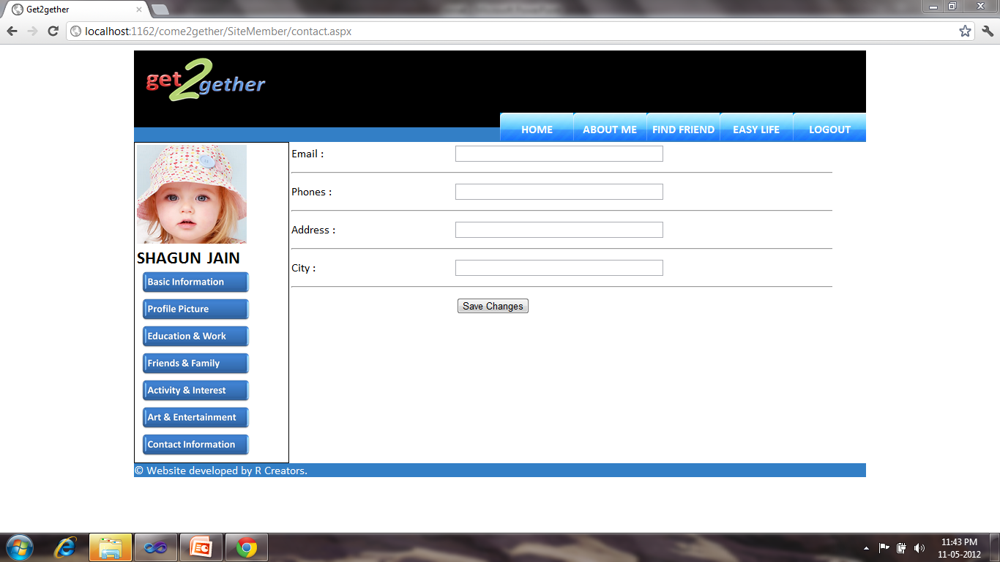 Get2gether
localhost:1162/come2gether/SiteMember/contact.aspx
get2gether
HOME ABOUT ME FIND FRIEND EASY LIFE LOGOUT
Email :
Phones :
Address :
City :
Save Changes
SHAGUN JAIN
Basic Information
Profile Picture
Education & Work
Friends & Family
Activity & Interest
Art & Entertainment
Contact Information
© Website developed by R Creators.
11:43 PM
11-05-2012